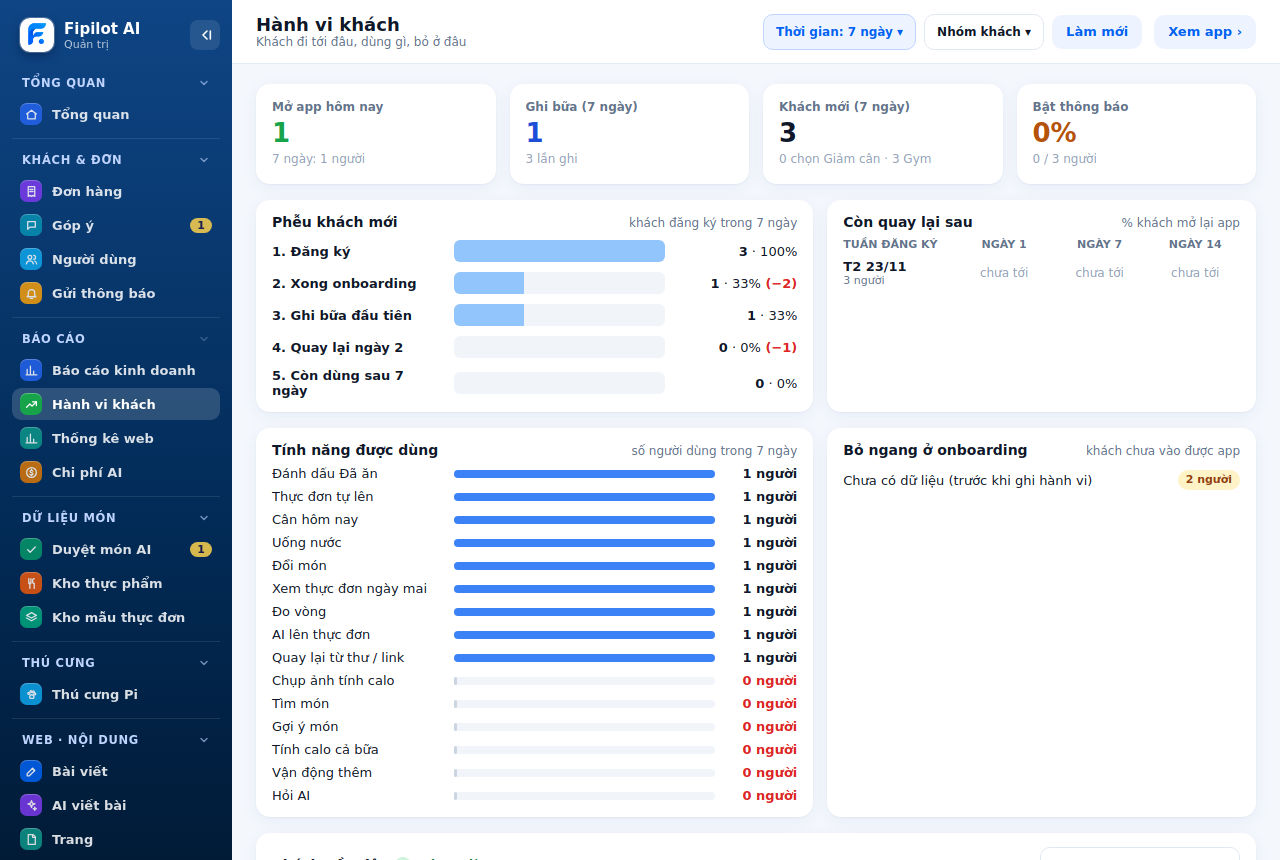 Fipilot AI
Quản trị
TỔNG QUAN
Tổng quan
KHÁCH & ĐƠN
Đơn hàng
Góp ý 1
Người dùng
Gửi thông báo
BÁO CÁO
Báo cáo kinh doanh
Hành vi khách
Thống kê web
Chi phí AI
DỮ LIỆU MÓN
Duyệt món AI 1
Kho thực phẩm
Kho mẫu thực đơn
THÚ CƯNG
Thú cưng Pi
WEB · NỘI DUNG
Bài viết
AI viết bài
Trang
Hành vi khách
Khách đi tới đâu, dùng gì, bỏ ở đâu
Thời gian: 7 ngày ▾
Nhóm khách ▾
Làm mới
Xem app ›
Mở app hôm nay
1
7 ngày: 1 người
Ghi bữa (7 ngày)
1
3 lần ghi
Khách mới (7 ngày)
3
0 chọn Giảm cân · 3 Gym
Bật thông báo
0%
0 / 3 người
Phễu khách mới
khách đăng ký trong 7 ngày
1. Đăng ký 3 · 100%
2. Xong onboarding 1 · 33% (−2)
3. Ghi bữa đầu tiên 1 · 33%
4. Quay lại ngày 2 0 · 0% (−1)
5. Còn dùng sau 7
ngày
0 · 0%
Còn quay lại sau
% khách mở lại app
TUẦN ĐĂNG KÝ NGÀY 1 NGÀY 7 NGÀY 14
T2 23/11
3 người
chưa tới chưa tới chưa tới
Tính năng được dùng
số người dùng trong 7 ngày
Đánh dấu Đã ăn 1 người
Thực đơn tự lên 1 người
Cân hôm nay 1 người
Uống nước 1 người
Đổi món 1 người
Xem thực đơn ngày mai 1 người
Đo vòng 1 người
AI lên thực đơn 1 người
Quay lại từ thư / link 1 người
Chụp ảnh tính calo 0 người
Tìm món 0 người
Gợi ý món 0 người
Tính calo cả bữa 0 người
Vận động thêm 0 người
Hỏi AI 0 người
Bỏ ngang ở onboarding
khách chưa vào được app
Chưa có dữ liệu (trước khi ghi hành vi) 2 người